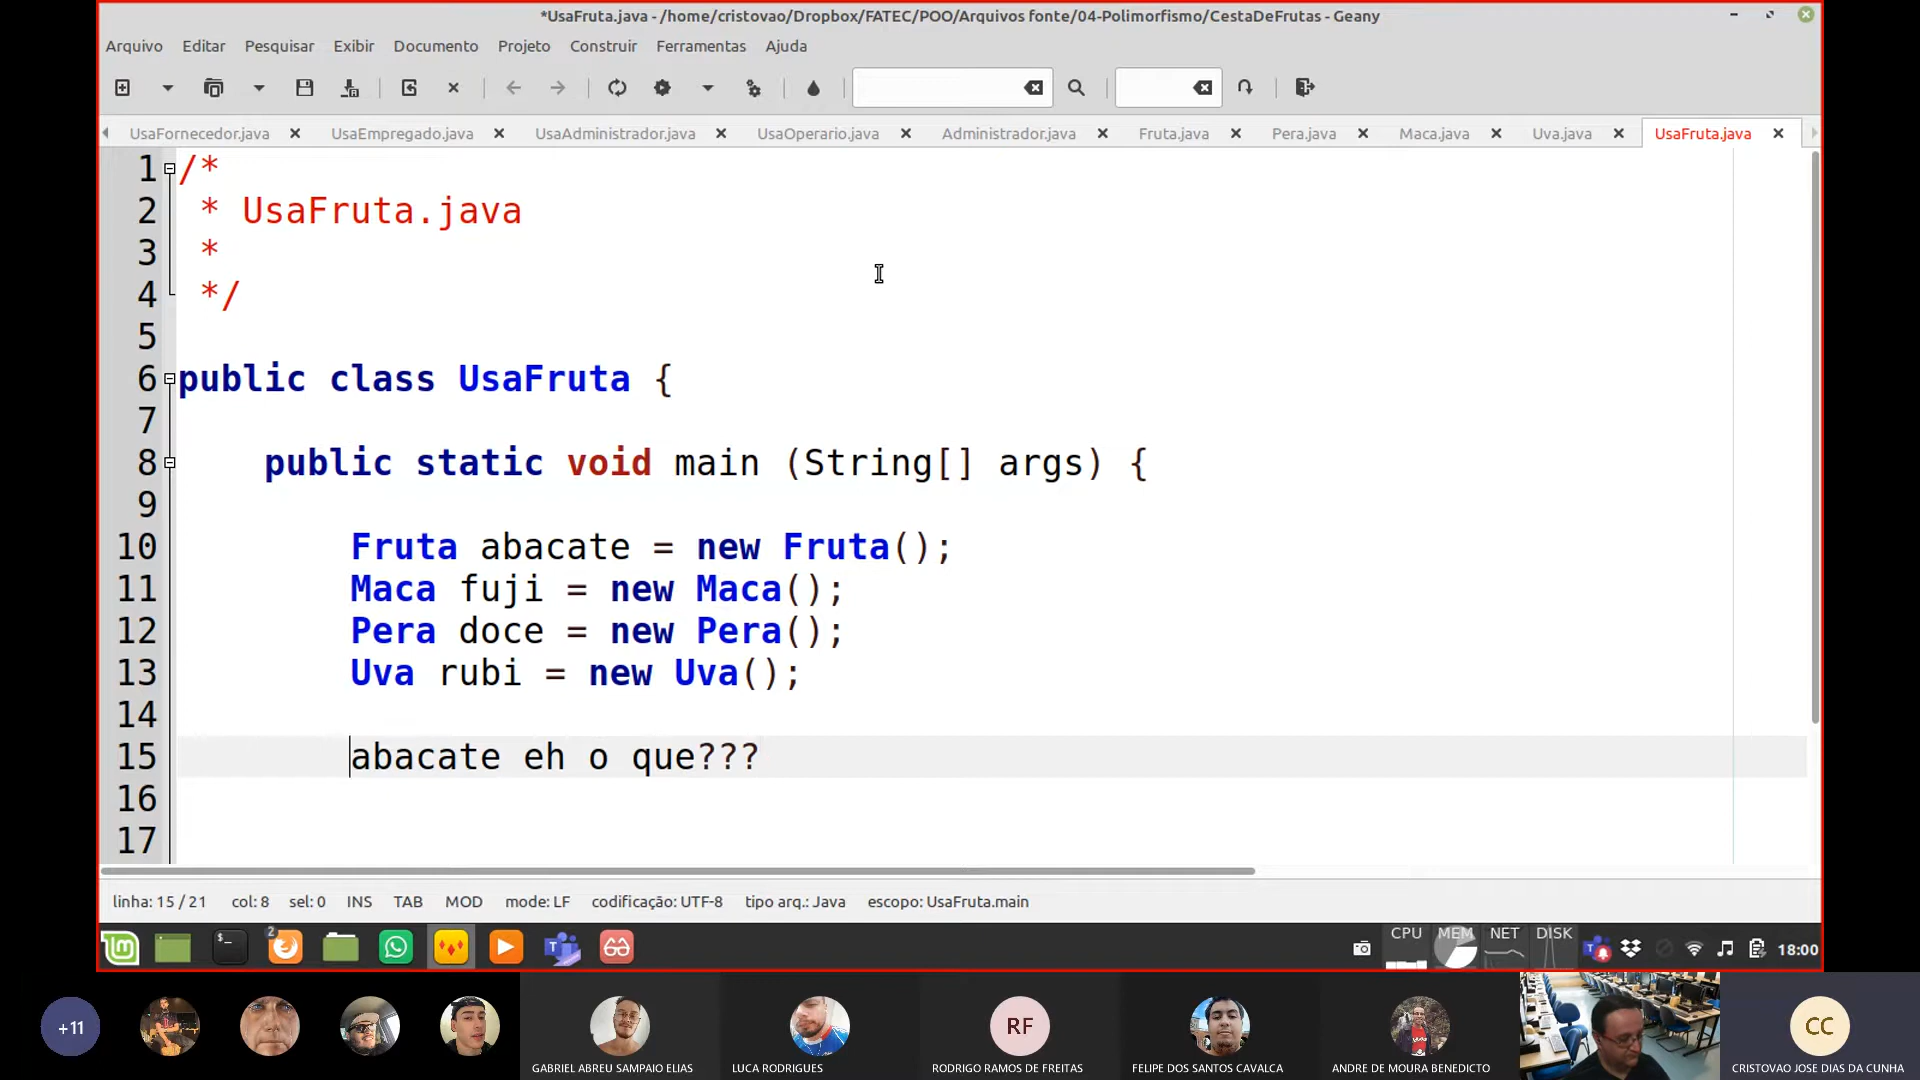 *UsaFruta.java - /home/cristovao/Dropbox/FATEC/POO/Arquivos fonte/04-Polimorfismo/CestaDeFrutas - Geany
Arquivo Editar Pesquisar Exibir Documento Projeto Construir Ferramentas Ajuda
UsaFornecedor.java UsaEmpregado.java UsaAdministrador.java UsaOperario.java Administrador.java Fruta.java Pera.java Maca.java Uva.java UsaFruta.java
1 /*
2 * UsaFruta.java
3 *
4 */
5
6 public class UsaFruta {
7
8 public static void main (String[] args) {
9
10 Fruta abacate = new Fruta();
11 Maca fuji = new Maca();
12 Pera doce = new Pera();
13 Uva rubi = new Uva();
14
15 abacate eh o que???
16
17
linha: 15 / 21 col: 8 sel: 0 INS TAB MOD mode: LF codificação: UTF-8 tipo arq.: Java escopo: UsaFruta.main
2 CPU MEM NET DISK 18:00
+11 RF CC
GABRIEL ABREU SAMPAIO ELIAS LUCA RODRIGUES RODRIGO RAMOS DE FREITAS FELIPE DOS SANTOS CAVALCA ANDRE DE MOURA BENEDICTO CRISTOVAO JOSE DIAS DA CUNHA